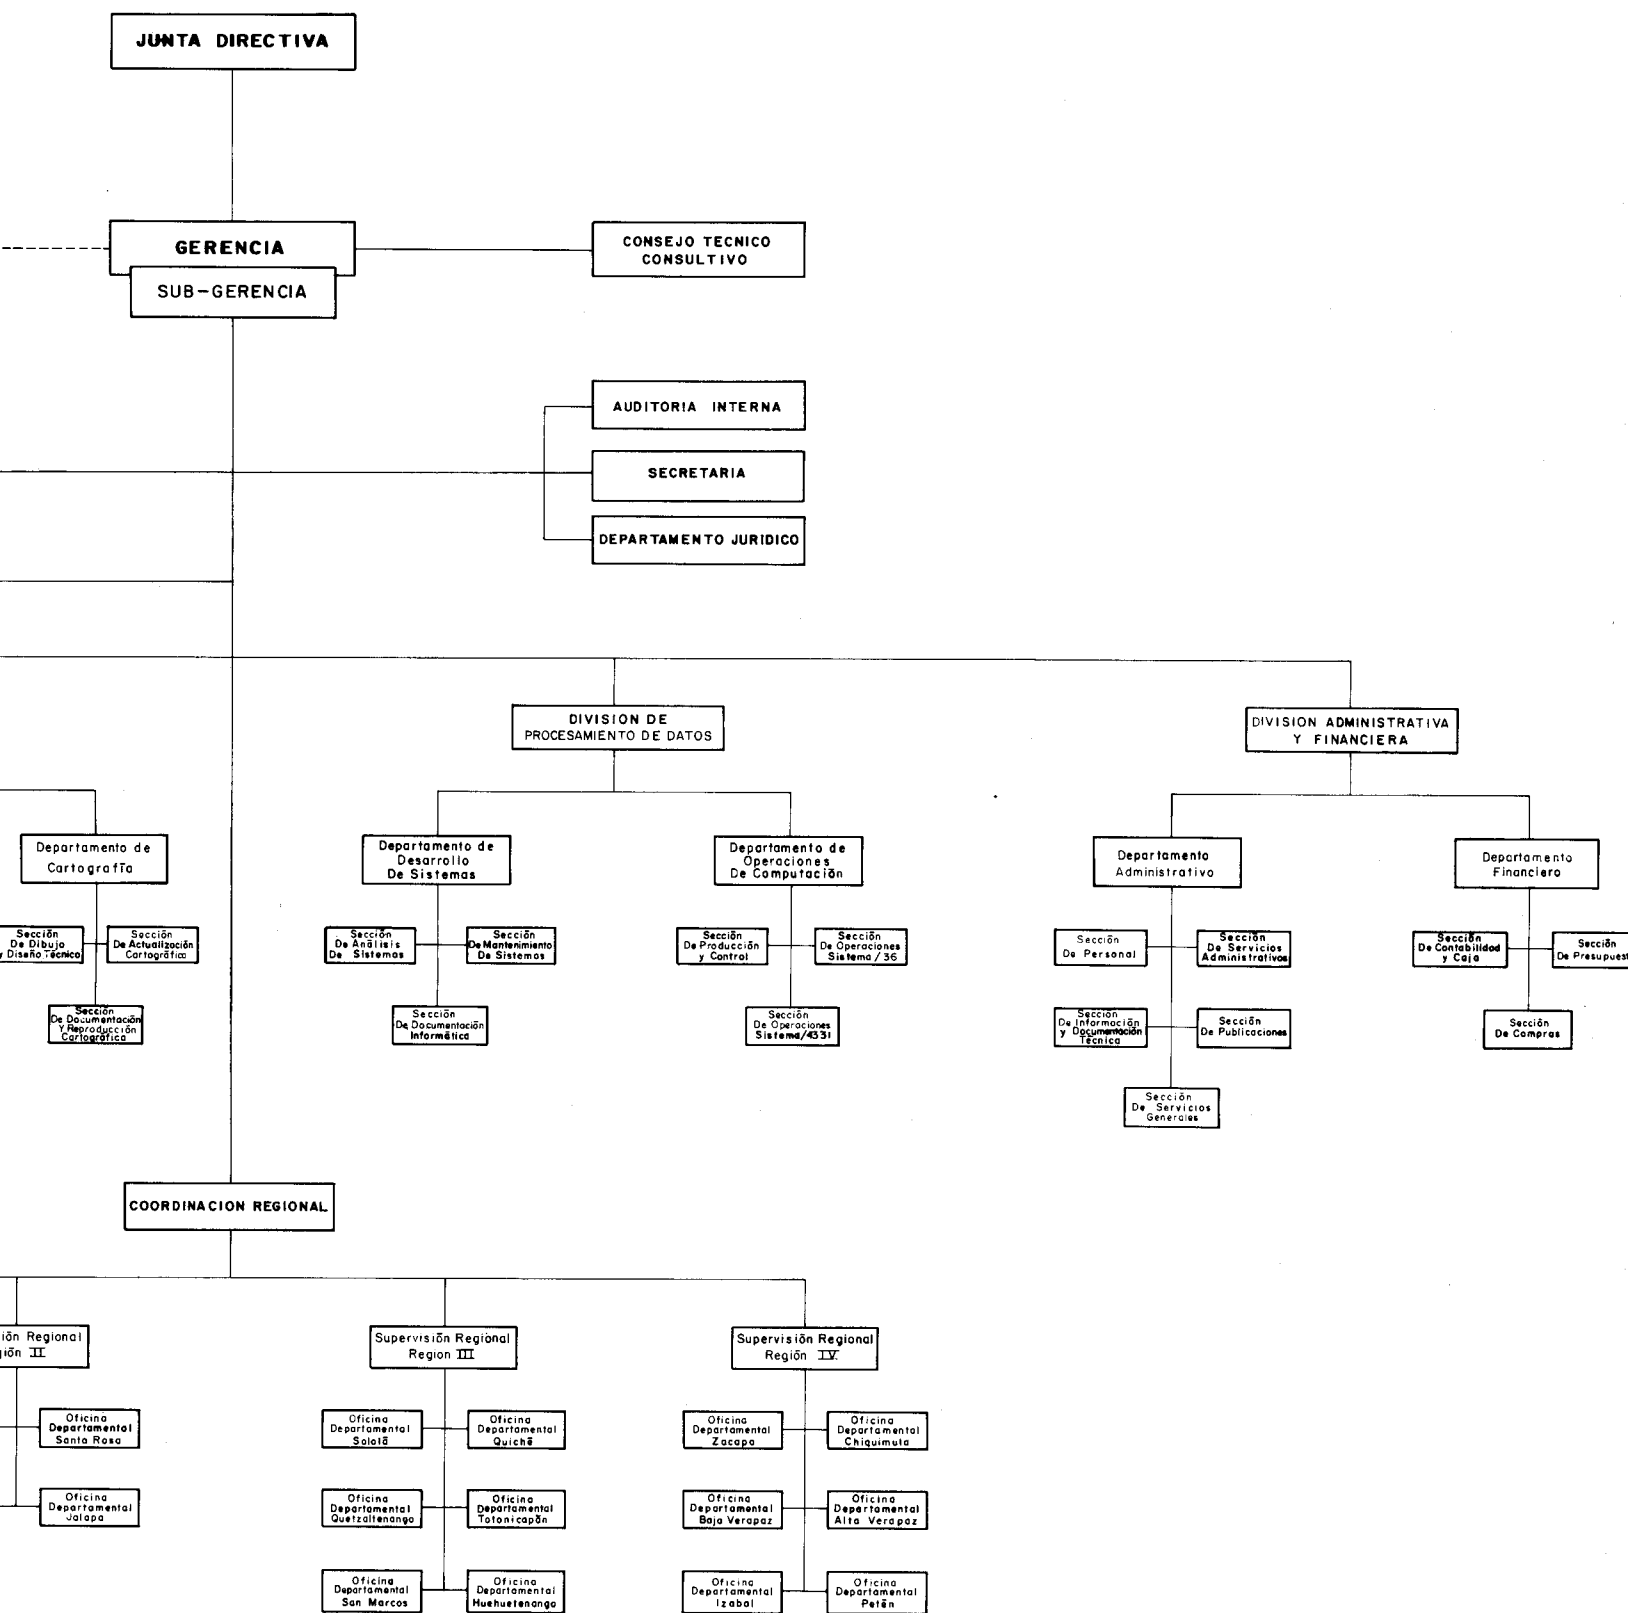 JUNTA DIRECTIVA
GERENCIA
SUB-GERENCIA
CONSEJO TECNICO
CONSULTIVO
AUDITORIA INTERNA
SECRETARIA
DEPARTAMENTO JURIDICO
DIVISION DE
PROCESAMIENTO DE DATOS
DIVISION ADMINISTRATIVA
Y FINANCIERA
Departamento de
Cartografía
Departamento de
Desarrollo
De Sistemas
Departamento de
Operaciones
De Computación
Departamento
Administrativo
Departamento
Financiero
Sección
De Dibujo
y Diseño Técnico
Sección
De Actualización
Cartográfica
Sección
De Análisis
De Sistemas
Sección
De Mantenimiento
De Sistemas
Sección
De Producción
y Control
Sección
De Operaciones
Sistema/36
Sección
De Personal
Sección
De Servicios
Administrativos
Sección
De Contabilidad
y Caja
Sección
De Presupuest
Sección
De Documentación
Y Reproducción
Cartográfica
Sección
De Documentación
Informática
Sección
De Operaciones
Sistema/4331
Sección
De Información
y Documentación
Técnica
Sección
De Publicaciones
Sección
De Compras
Sección
De Servicios
Generales
COORDINACION REGIONAL
ión Regional
gión II
Supervisión Regional
Region III
Supervisión Regional
Región IV
Oficina
Departamental
Santa Rosa
Oficina
Departamental
Sololá
Oficina
Departamental
Quiché
Oficina
Departamental
Zacapa
Oficina
Departamental
Chiquimula
Oficina
Departamental
Jalapa
Oficina
Departamental
Quetzaltenango
Oficina
Departamental
Totonicapán
Oficina
Departamental
Baja Verapaz
Oficina
Departamental
Alta Verapaz
Oficina
Departamental
San Marcos
Oficina
Departamental
Huehuetenango
Oficina
Departamental
Izabal
Oficina
Departamental
Petén